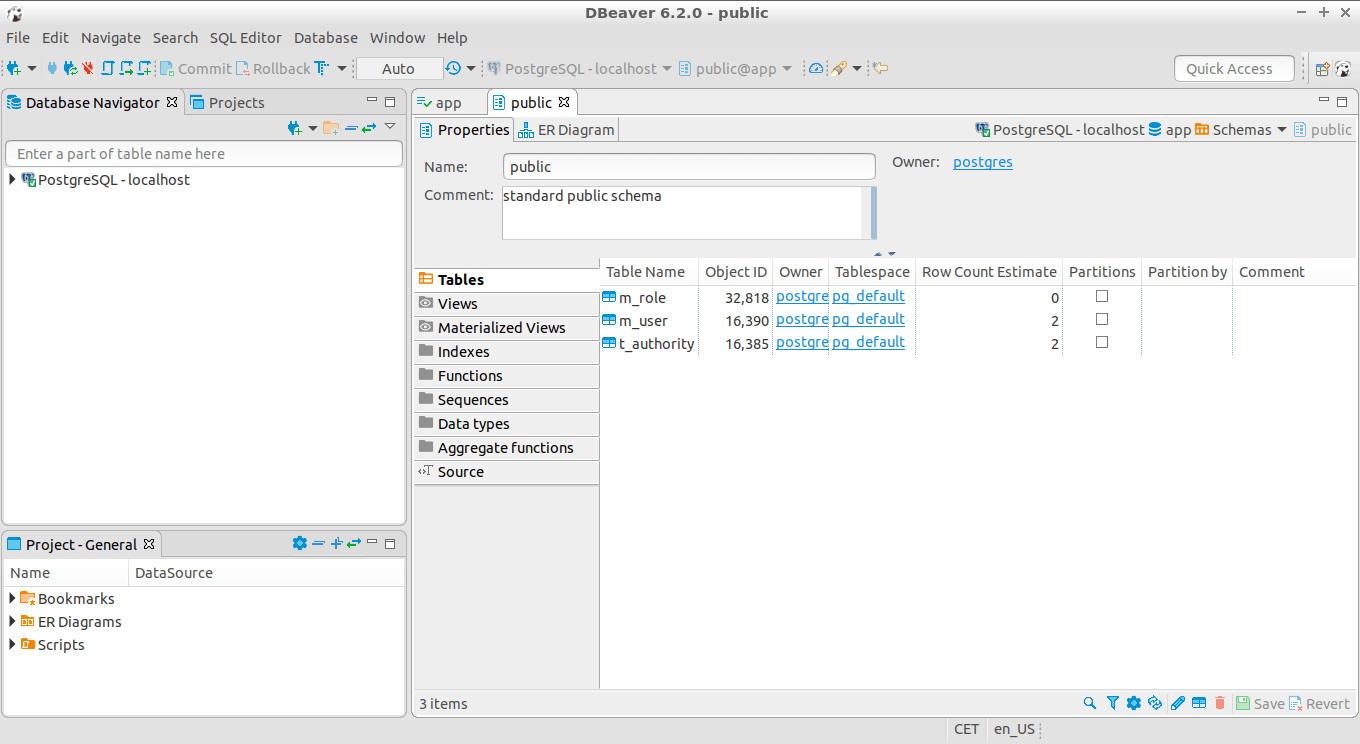 DBeaver 6.2.0 - public
File Edit Navigate Search SQL Editor Database Window Help
Commit Rollback Auto PostgreSQL - localhost public@app Quick Access
Database Navigator Projects
Enter a part of table name here
PostgreSQL - localhost
Project - General
Name DataSource
Bookmarks
ER Diagrams
Scripts
app public
Properties ER Diagram PostgreSQL - localhost app Schemas public
Name: public Owner: postgres
Comment: standard public schema
Tables
Views
Materialized Views
Indexes
Functions
Sequences
Data types
Aggregate functions
Source
Table Name Object ID Owner Tablespace Row Count Estimate Partitions Partition by Comment
m_role 32,818 postgre pg_default 0
m_user 16,390 postgre pg_default 2
t_authority 16,385 postgre pg_default 2
3 items Save Revert
CET en_US